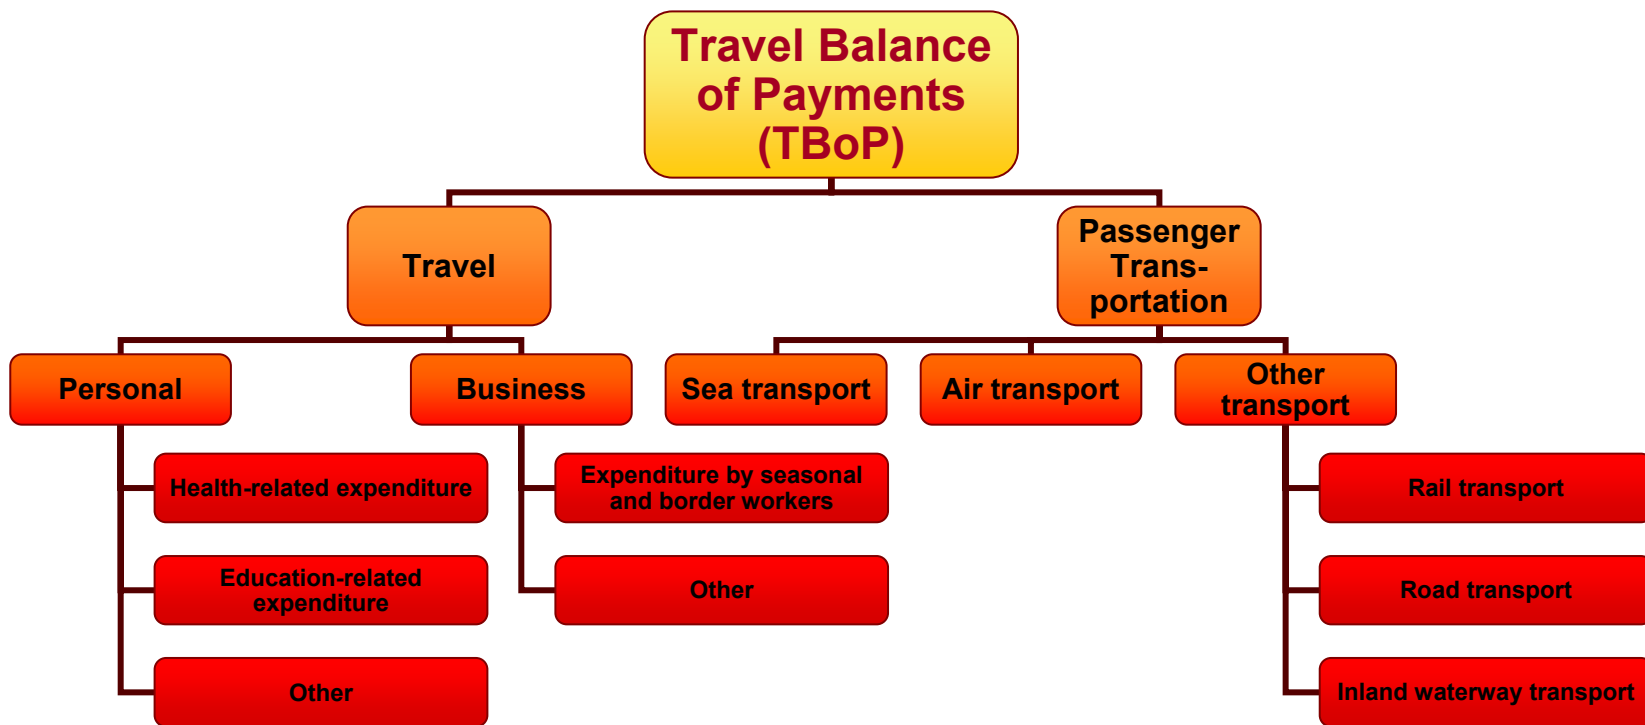 Travel Balance
of Payments
(TBoP)
Travel
Passenger
Trans-
portation
Personal
Business
Sea transport
Air transport
Other
transport
Health-related expenditure
Expenditure by seasonal
and border workers
Rail transport
Education-related
expenditure
Other
Road transport
Other
Inland waterway transport